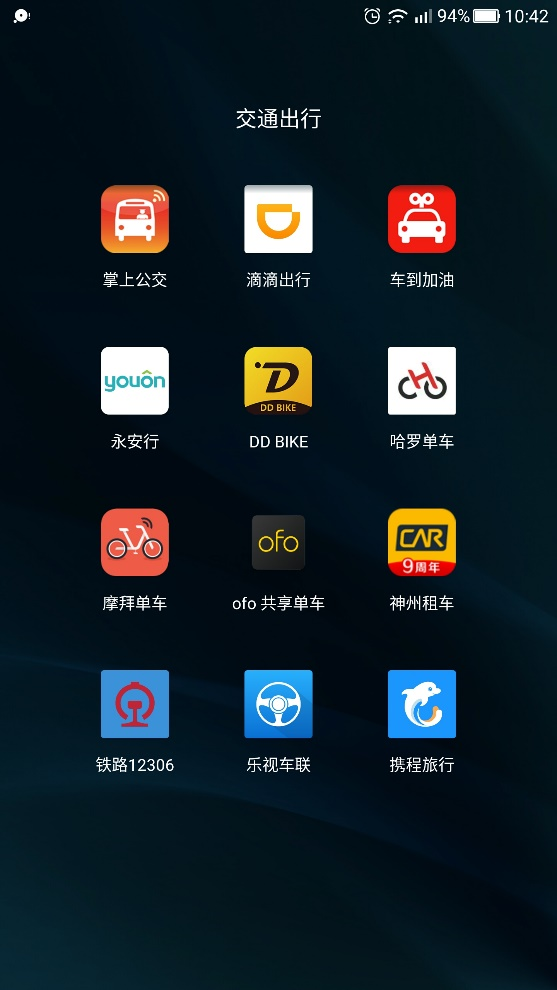 94% 10:42
交通出行
掌上公交 滴滴出行 车到加油
youon
DD BIKE
永安行 DD BIKE 哈罗单车
ofo
CAR
9周年
摩拜单车 ofo 共享单车 神州租车
铁路12306 乐视车联 携程旅行